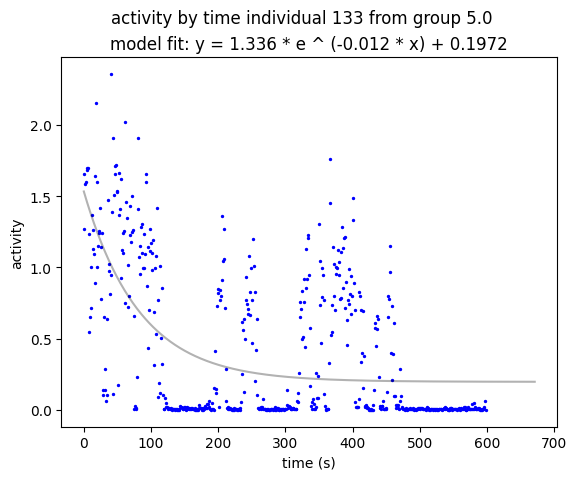 activity by time individual 133 from group 5.0
model fit: y = 1.336 * e ^ (-0.012 * x) + 0.1972
activity
2.0
1.5
1.0
0.5
0.0
0 100 200 300 400 500 600 700
time (s)